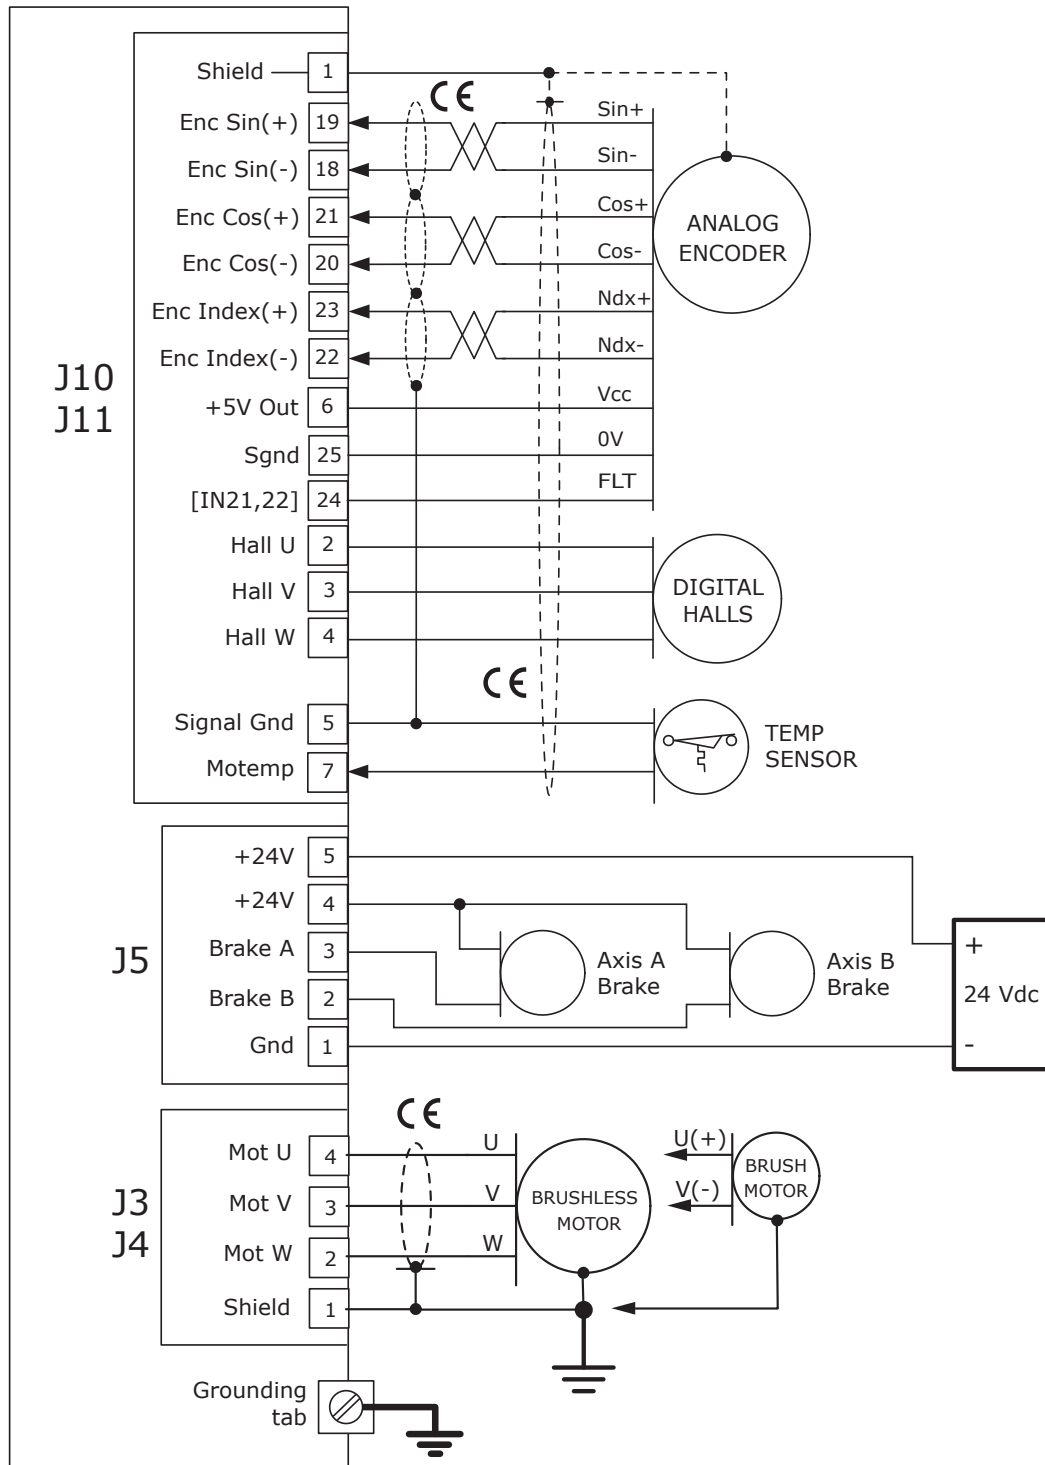 Shield 1
CE
Enc Sin(+) 19 Sin+
Enc Sin(-) 18 Sin-
Enc Cos(+) 21 Cos+
Enc Cos(-) 20 Cos-
ANALOG
ENCODER
Enc Index(+) 23 Ndx+
Enc Index(-) 22 Ndx-
J10
J11
+5V Out 6 Vcc
Sgnd 25 0V
[IN21,22] 24 FLT
Hall U 2
Hall V 3
Hall W 4
DIGITAL
HALLS
CE
Signal Gnd 5
Motemp 7
TEMP
SENSOR
J5
+24V 5
+24V 4
Brake A 3
Brake B 2
Gnd 1
Axis A
Brake
Axis B
Brake
+
24 Vdc
-
CE
J3
J4
Mot U 4 U
Mot V 3 V
Mot W 2 W
Shield 1
BRUSHLESS
MOTOR
U(+)
V(-)
BRUSH
MOTOR
Grounding
tab